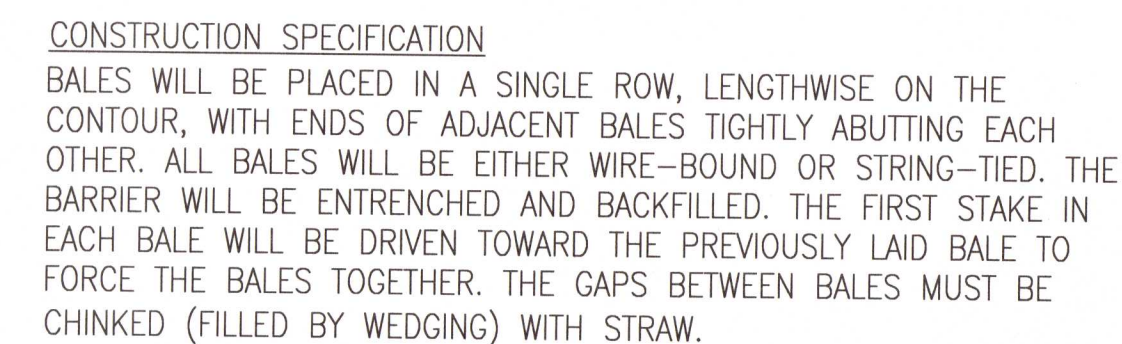 CONSTRUCTION SPECIFICATION
BALES WILL BE PLACED IN A SINGLE ROW, LENGTHWISE ON THE
CONTOUR, WITH ENDS OF ADJACENT BALES TIGHTLY ABUTTING EACH
OTHER. ALL BALES WILL BE EITHER WIRE–BOUND OR STRING–TIED. THE
BARRIER WILL BE ENTRENCHED AND BACKFILLED. THE FIRST STAKE IN
EACH BALE WILL BE DRIVEN TOWARD THE PREVIOUSLY LAID BALE TO
FORCE THE BALES TOGETHER. THE GAPS BETWEEN BALES MUST BE
CHINKED (FILLED BY WEDGING) WITH STRAW.